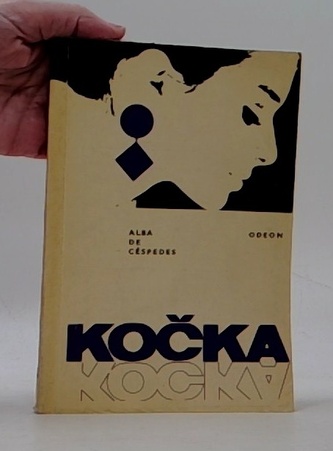 ALBA
DE
CÉSPEDES
ODEON
KOČKA
KOČKA